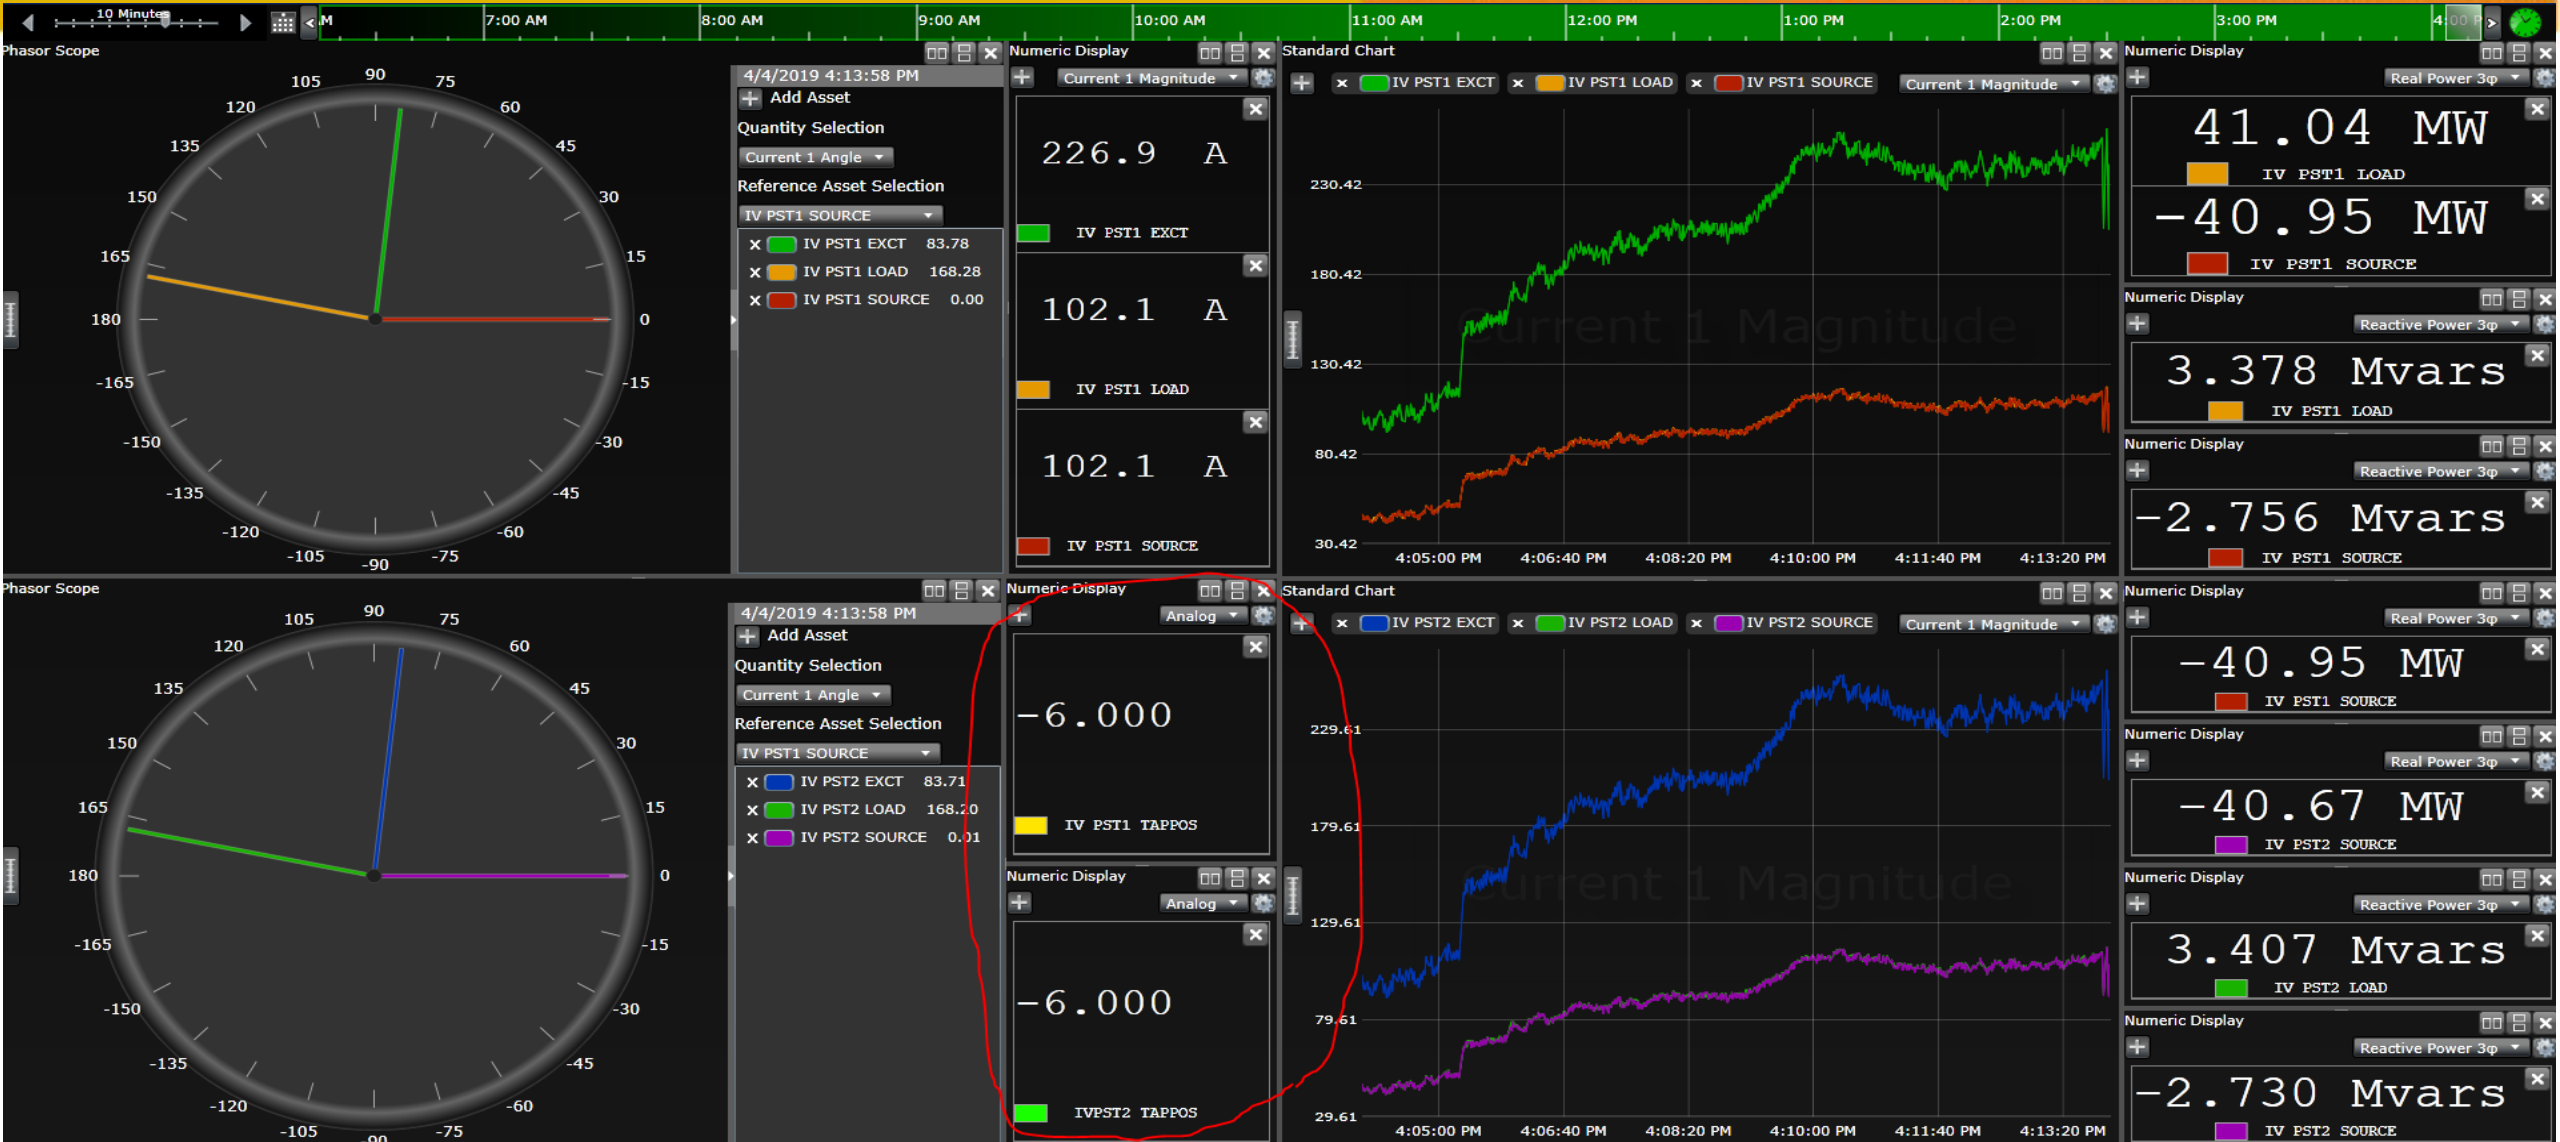 10 Minutes
M
7:00 AM
8:00 AM
9:00 AM
10:00 AM
11:00 AM
12:00 PM
1:00 PM
2:00 PM
3:00 PM
4:00 P
Phasor Scope
90
75
60
45
30
15
0
-15
-30
-45
-60
-75
-90
-105
-120
-135
-150
-165
180
165
150
135
120
105
4/4/2019 4:13:58 PM
Add Asset
Quantity Selection
Current 1 Angle
Reference Asset Selection
IV PST1 SOURCE
IV PST1 EXCT 83.78
IV PST1 LOAD 168.28
IV PST1 SOURCE 0.00
Numeric Display
Current 1 Magnitude
226.9 A
IV PST1 EXCT
102.1 A
IV PST1 LOAD
102.1 A
IV PST1 SOURCE
Standard Chart
IV PST1 EXCT
IV PST1 LOAD
IV PST1 SOURCE
Current 1 Magnitude
Current 1 Magnitude
230.42
180.42
130.42
80.42
30.42
4:05:00 PM
4:06:40 PM
4:08:20 PM
4:10:00 PM
4:11:40 PM
4:13:20 PM
Numeric Display
Real Power 3φ
41.04 MW
IV PST1 LOAD
-40.95 MW
IV PST1 SOURCE
Numeric Display
Reactive Power 3φ
3.378 Mvars
IV PST1 LOAD
Numeric Display
Reactive Power 3φ
-2.756 Mvars
IV PST1 SOURCE
Phasor Scope
90
75
60
45
30
15
0
-15
-30
-45
-60
-75
-90
-105
-120
-135
-150
-165
180
165
150
135
120
105
4/4/2019 4:13:58 PM
Add Asset
Quantity Selection
Current 1 Angle
Reference Asset Selection
IV PST1 SOURCE
IV PST2 EXCT 83.71
IV PST2 LOAD 168.20
IV PST2 SOURCE 0.01
Numeric Display
Analog
-6.000
IV PST1 TAPPOS
Numeric Display
Analog
-6.000
IVPST2 TAPPOS
Standard Chart
IV PST2 EXCT
IV PST2 LOAD
IV PST2 SOURCE
Current 1 Magnitude
Current 1 Magnitude
229.61
179.61
129.61
79.61
29.61
4:05:00 PM
4:06:40 PM
4:08:20 PM
4:10:00 PM
4:11:40 PM
4:13:20 PM
Numeric Display
Real Power 3φ
-40.95 MW
IV PST1 SOURCE
Numeric Display
Real Power 3φ
-40.67 MW
IV PST2 SOURCE
Numeric Display
Reactive Power 3φ
3.407 Mvars
IV PST2 LOAD
Numeric Display
Reactive Power 3φ
-2.730 Mvars
IV PST2 SOURCE